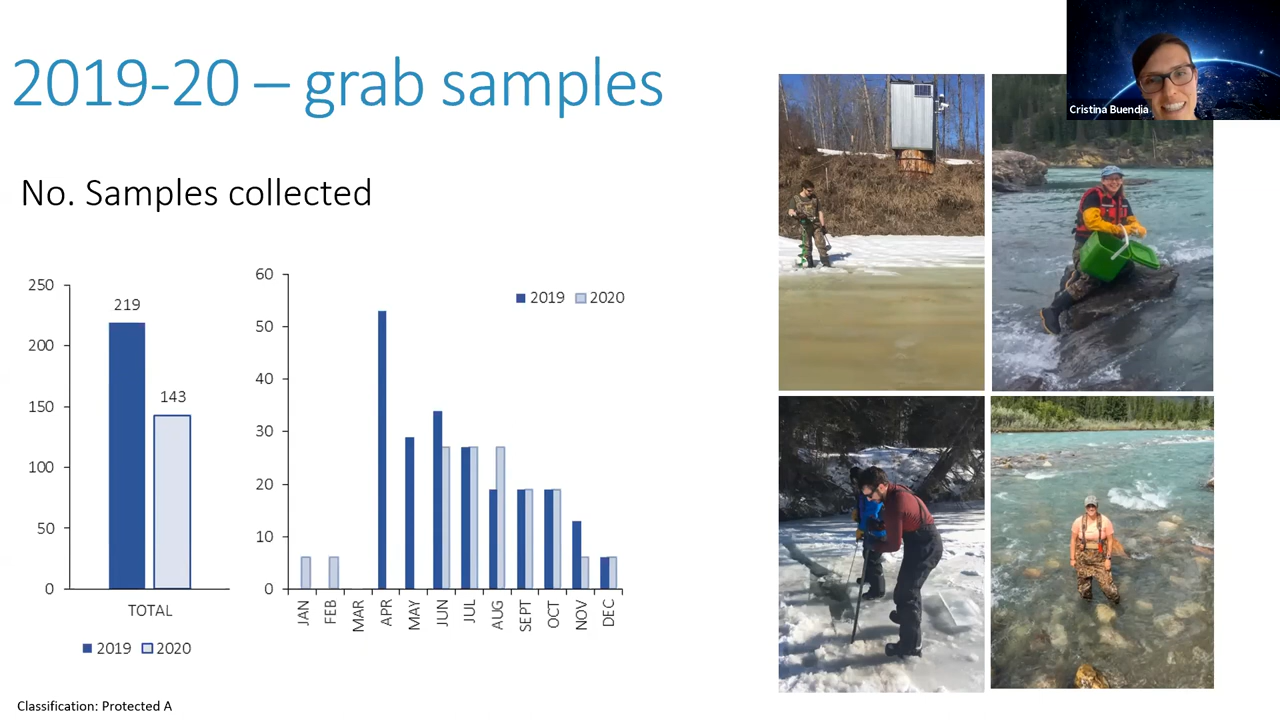 2019-20 – grab samples
Cristina Buendia
No. Samples collected
250
200
150
100
50
0
219
143
TOTAL
2019 2020
60
50
40
30
20
10
0
2019 2020
JAN
FEB
MAR
APR
MAY
JUN
JUL
AUG
SEPT
OCT
NOV
DEC
Classification: Protected A